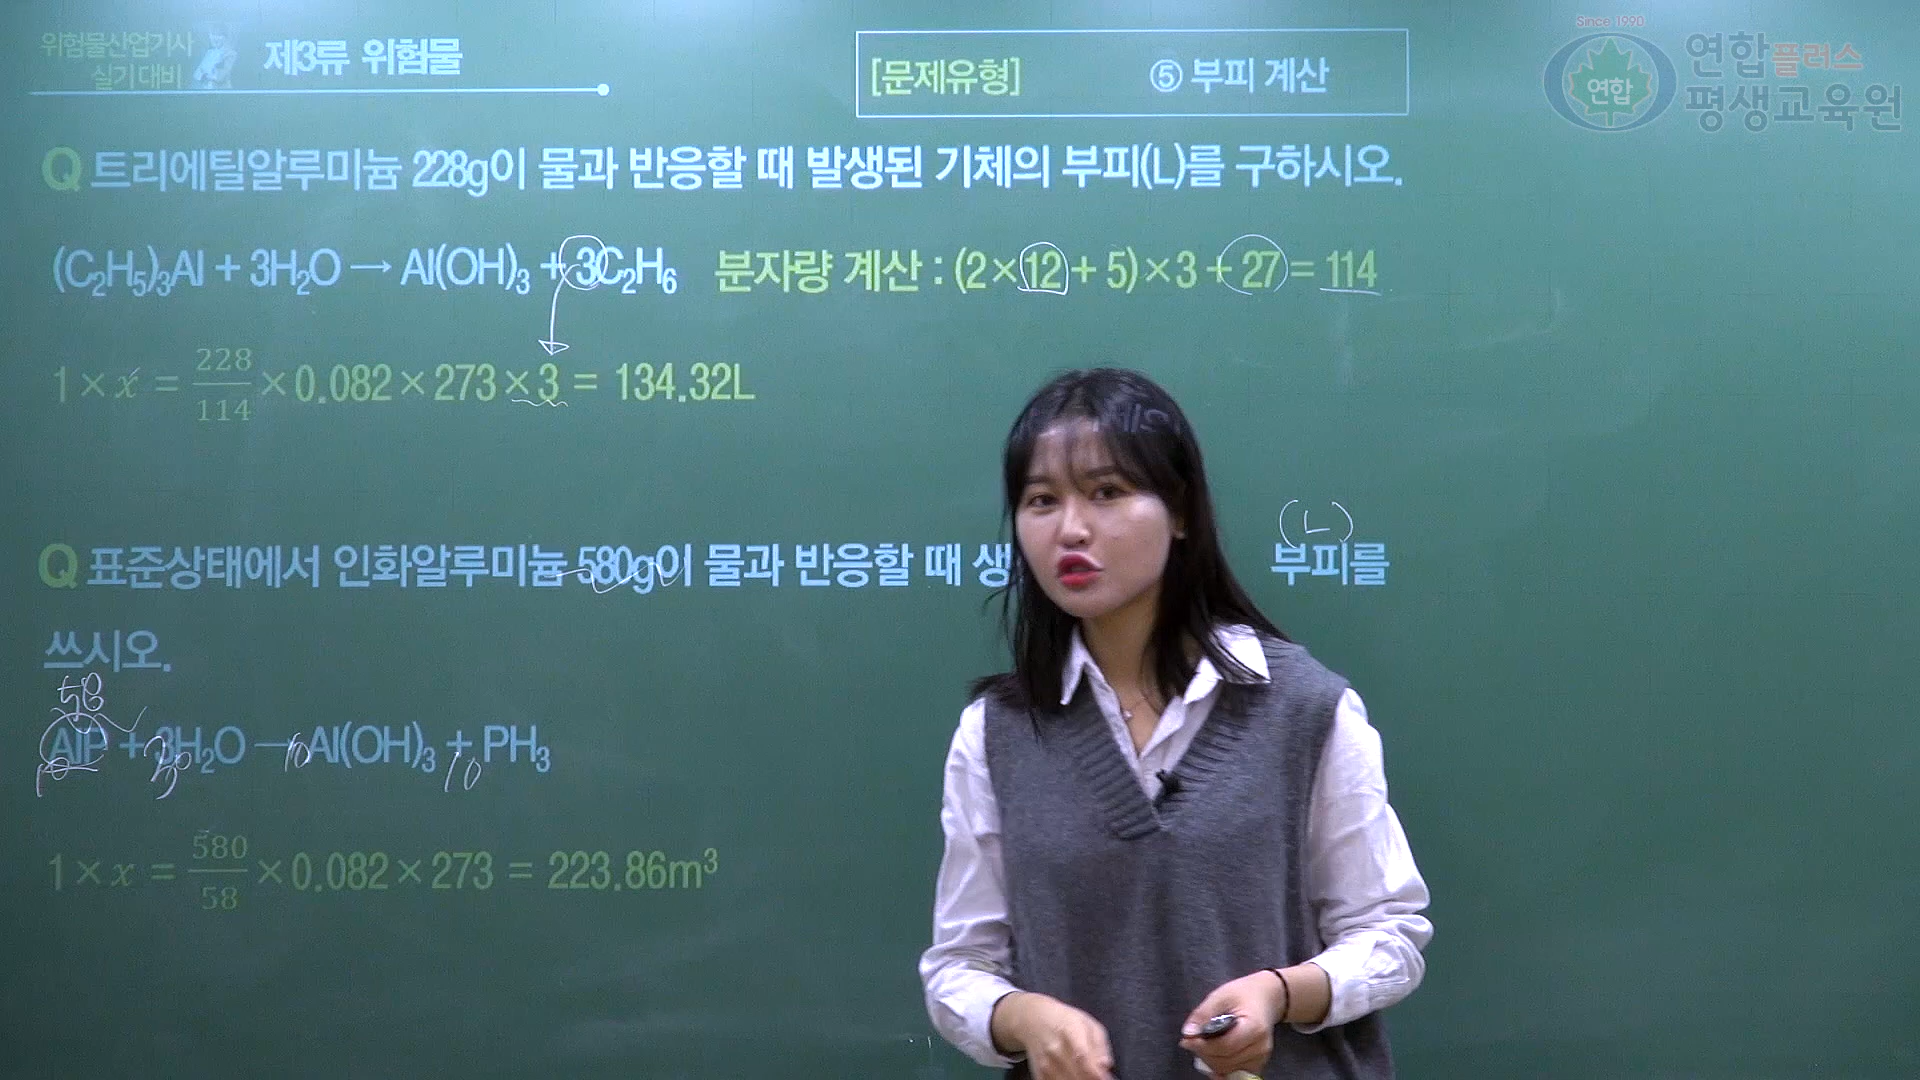 위험물산업기사
실기 대비
제3류 위험물
[문제유형] ⑤ 부피 계산
Since 1990
연합
연합플러스
평생교육원
Q 트리에틸알루미늄 228g이 물과 반응할 때 발생된 기체의 부피(L)를 구하시오.
(C₂H₅)₃Al + 3H₂O → Al(OH)₃ + 3C₂H₆ 분자량 계산 : (2×12+5)×3+27 = 114
1 × x = 228/114 × 0.082 × 273 × 3 = 134.32L
(L)
Q 표준상태에서 인화알루미늄 580g이 물과 반응할 때 생 부피를
쓰시오.
58
AlP + 3H₂O → Al(OH)₃ + PH₃
10 30 10 10
1 × x = 580/58 × 0.082 × 273 = 223.86m³